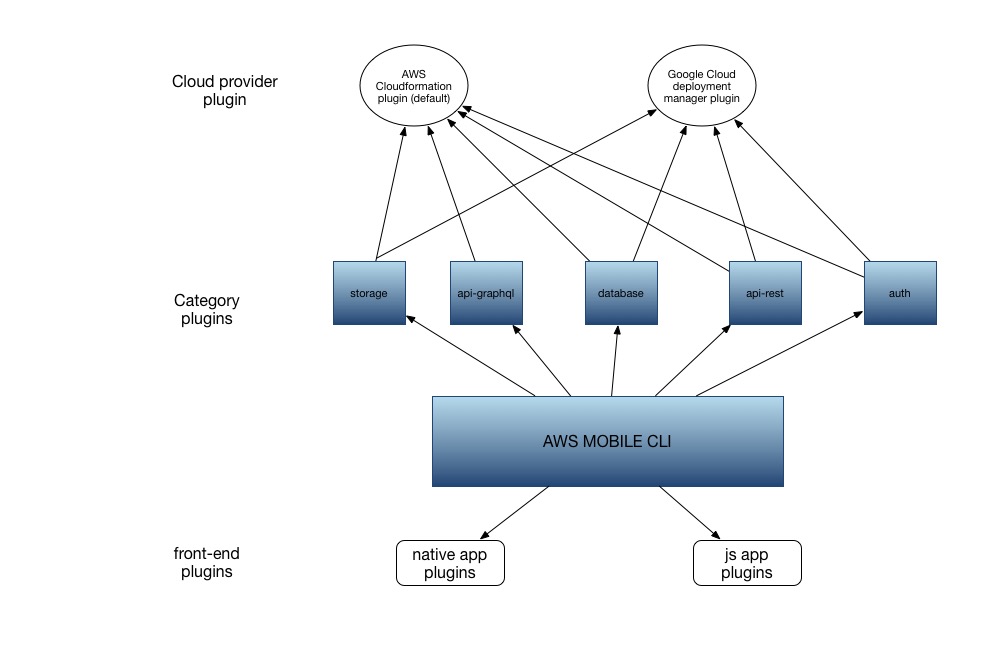 Cloud provider
plugin
AWS
Cloudformation
plugin (default)
Google Cloud
deployment
manager plugin
Category
plugins
storage
api-graphql
database
api-rest
auth
AWS MOBILE CLI
front-end
plugins
native app
plugins
js app
plugins